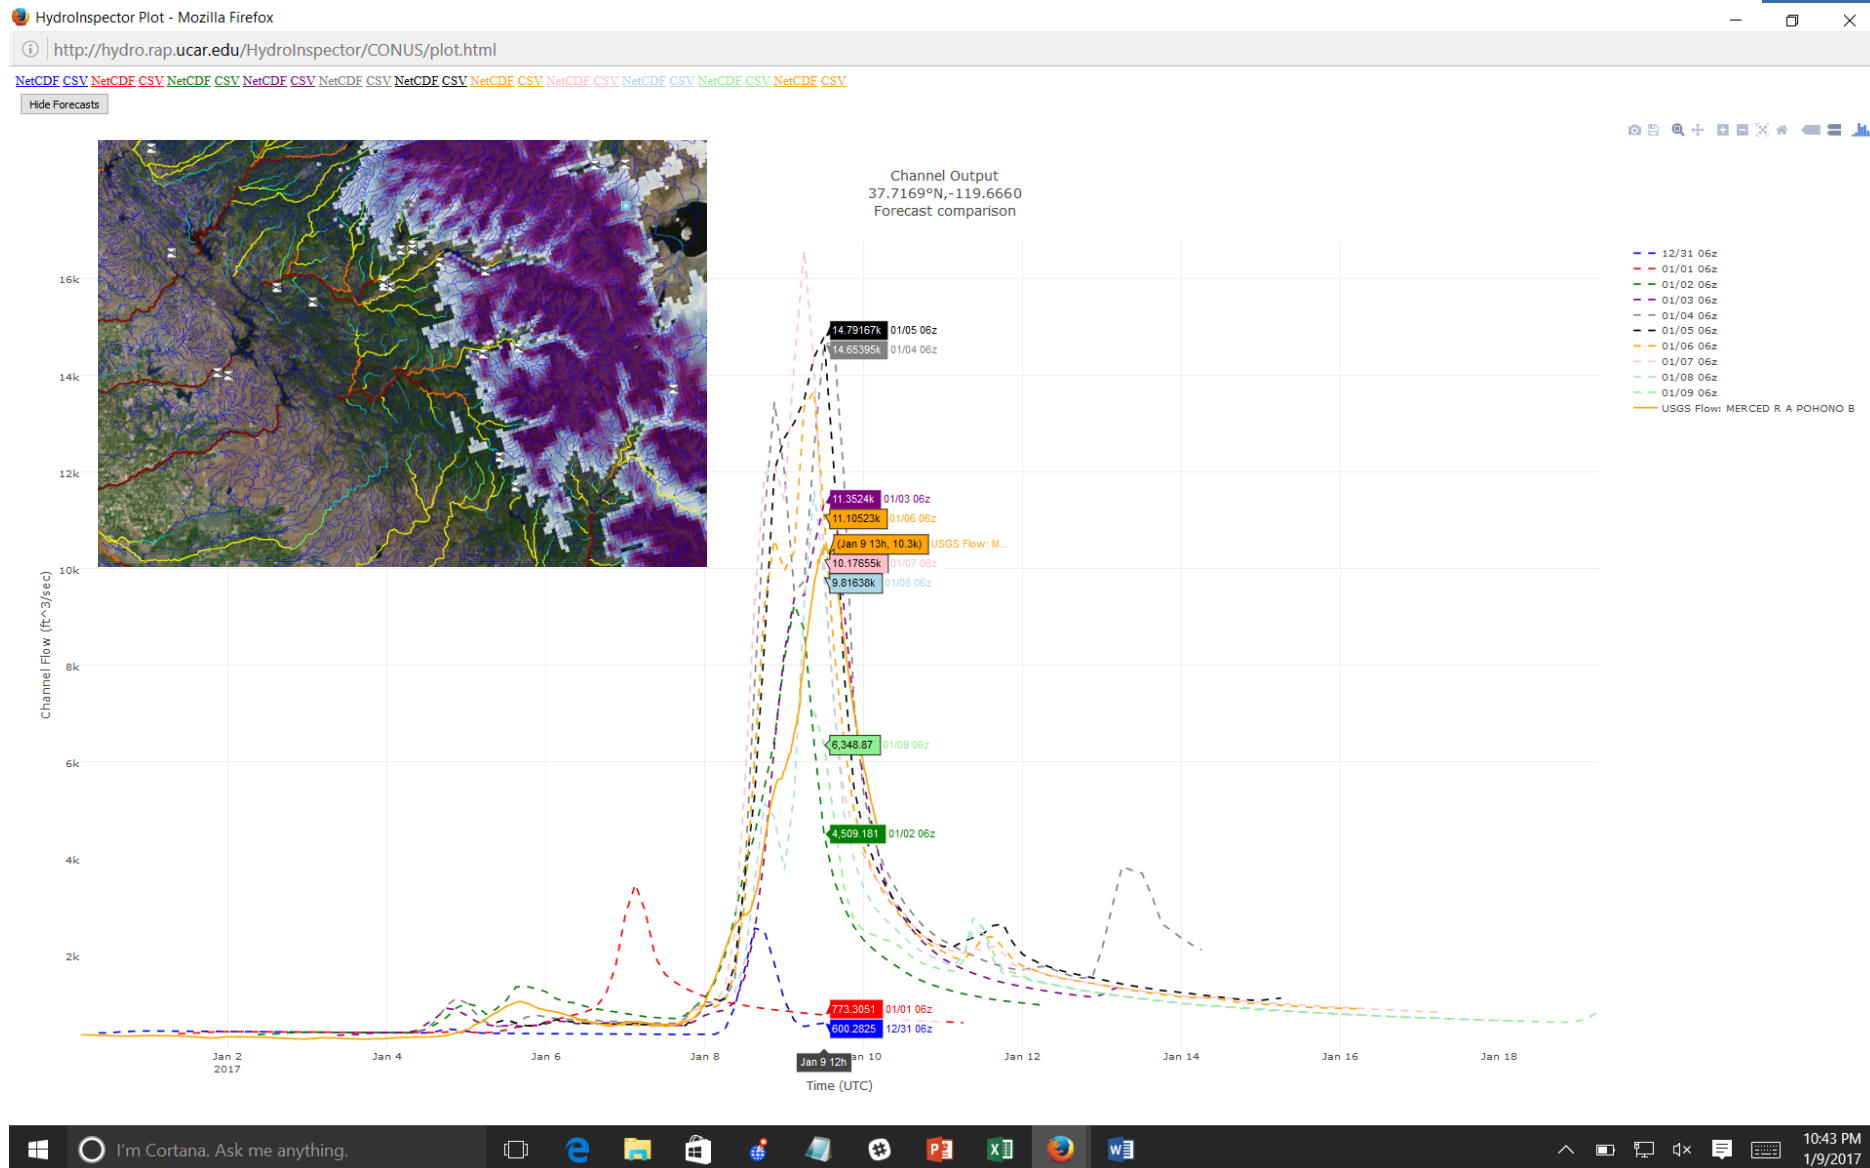 HydroInspector Plot - Mozilla Firefox
http://hydro.rap.ucar.edu/HydroInspector/CONUS/plot.html
NetCDF CSV NetCDF CSV NetCDF CSV NetCDF CSV NetCDF CSV NetCDF CSV NetCDF CSV NetCDF CSV NetCDF CSV NetCDF CSV NetCDF CSV
Hide Forecasts
Channel Output
37.7169°N,-119.6660
Forecast comparison
12/31 06z
01/01 06z
01/02 06z
01/03 06z
01/04 06z
01/05 06z
01/06 06z
01/07 06z
01/08 06z
01/09 06z
USGS Flow: MERCED R A POHONO B
Channel Flow (ft^3/sec)
16k
14k
12k
10k
8k
6k
4k
2k
14.79167k 01/05 06z
14.65395k 01/04 06z
11.3524k 01/03 06z
11.10523k 01/06 06z
(Jan 9 13h, 10.3k) USGS Flow: M...
10.17655k 01/07 06z
9.81638k 01/08 06z
6,348.87 01/09 06z
4,509.181 01/02 06z
773.3051 01/01 06z
600.2825 12/31 06z
Jan 2 Jan 4 Jan 6 Jan 8 Jan 9 12h an 10 Jan 12 Jan 14 Jan 16 Jan 18
2017
Time (UTC)
I'm Cortana. Ask me anything.
10:43 PM
1/9/2017